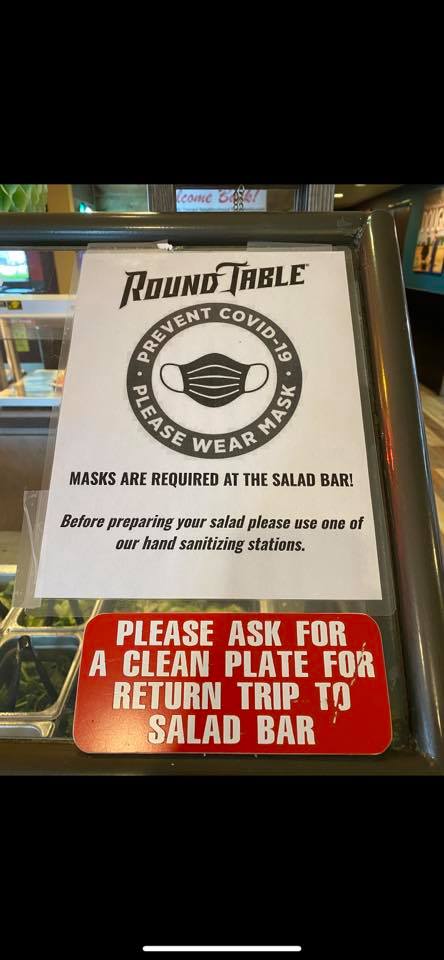 Welcome Back!
ROUND TABLE
PREVENT COVID-19
PLEASE WEAR MASK
MASKS ARE REQUIRED AT THE SALAD BAR!
Before preparing your salad please use one of
our hand sanitizing stations.
PLEASE ASK FOR
A CLEAN PLATE FOR
RETURN TRIP TO
SALAD BAR